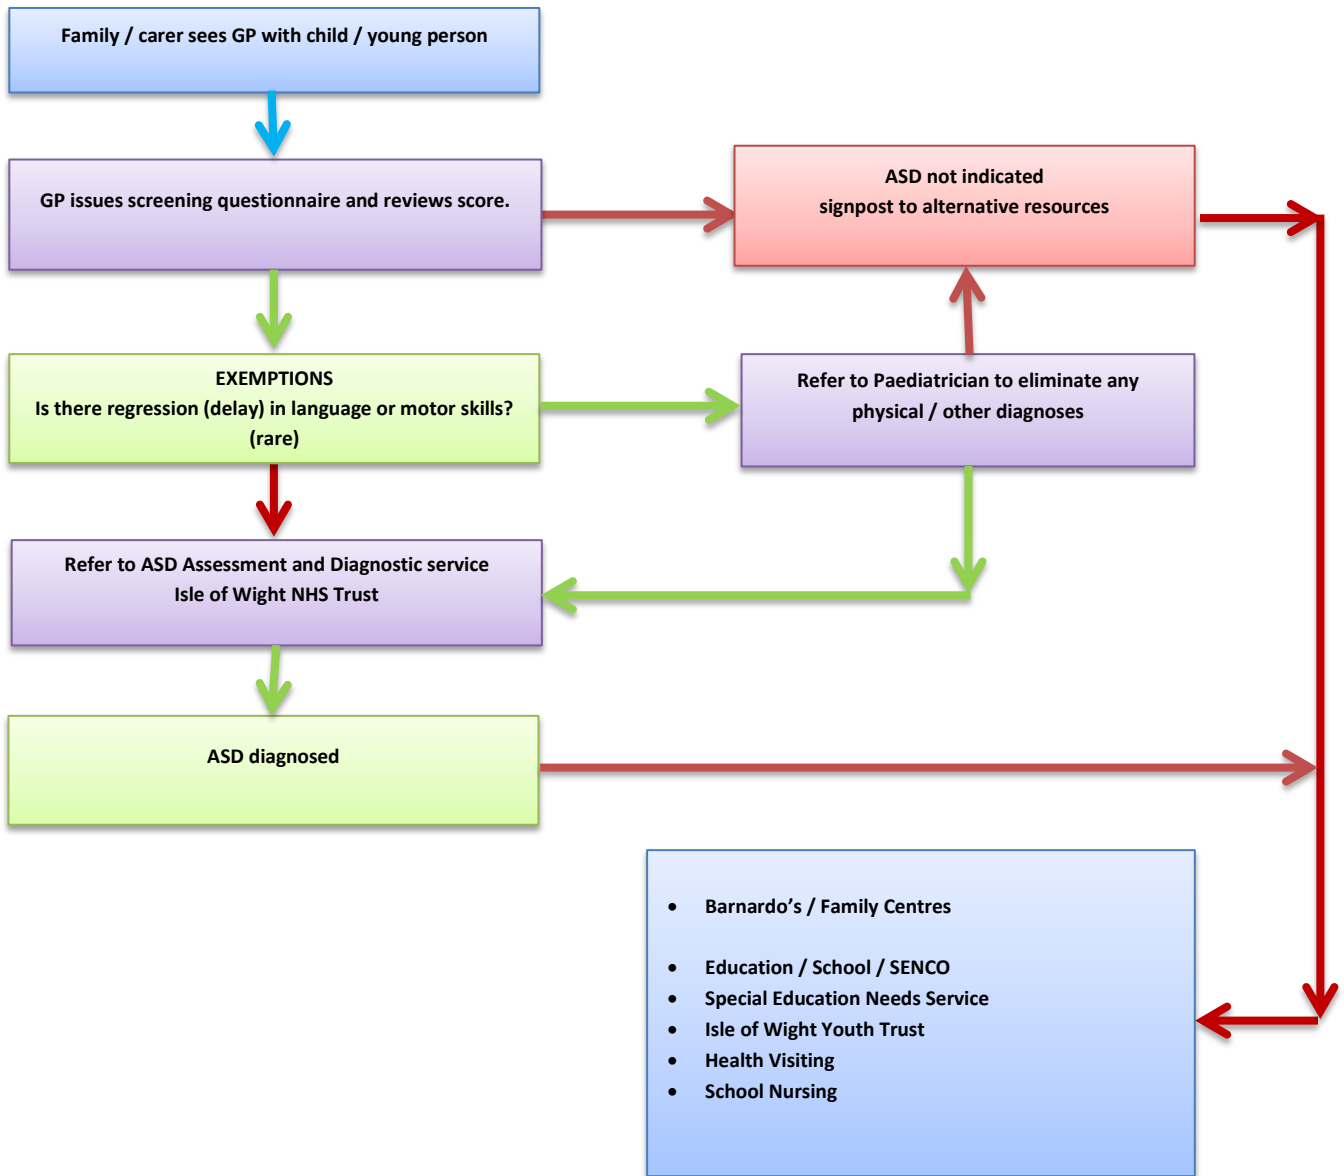 Family / carer sees GP with child / young person
GP issues screening questionnaire and reviews score.
ASD not indicated
signpost to alternative resources
EXEMPTIONS
Is there regression (delay) in language or motor skills?
(rare)
Refer to Paediatrician to eliminate any
physical / other diagnoses
Refer to ASD Assessment and Diagnostic service
Isle of Wight NHS Trust
ASD diagnosed
• Barnardo’s / Family Centres
• Education / School / SENCO
• Special Education Needs Service
• Isle of Wight Youth Trust
• Health Visiting
• School Nursing